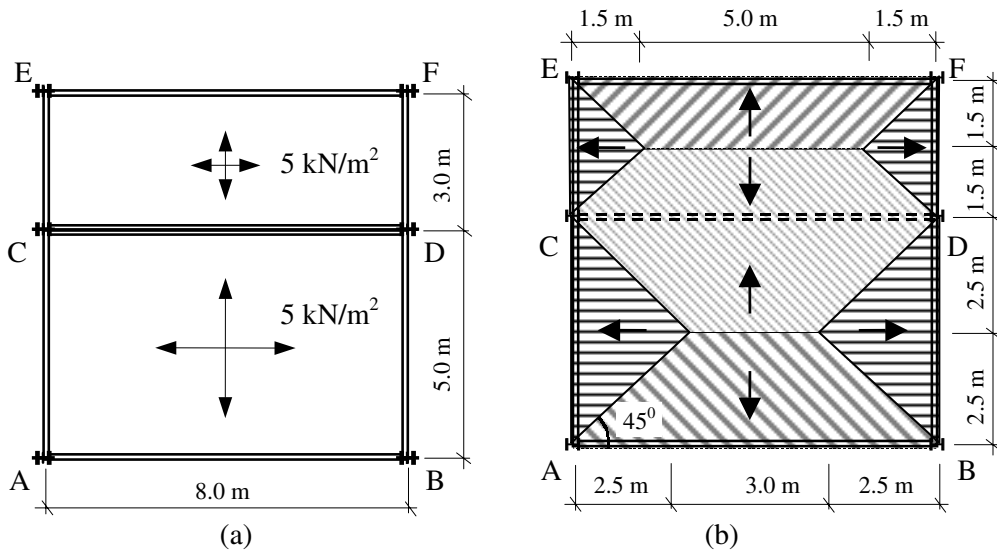 E
F
5 kN/m²
3.0 m
C
D
5 kN/m²
5.0 m
A
B
8.0 m
(a)
1.5 m
5.0 m
1.5 m
E
F
1.5 m
1.5 m
C
D
2.5 m
2.5 m
45⁰
A
B
2.5 m
3.0 m
2.5 m
(b)